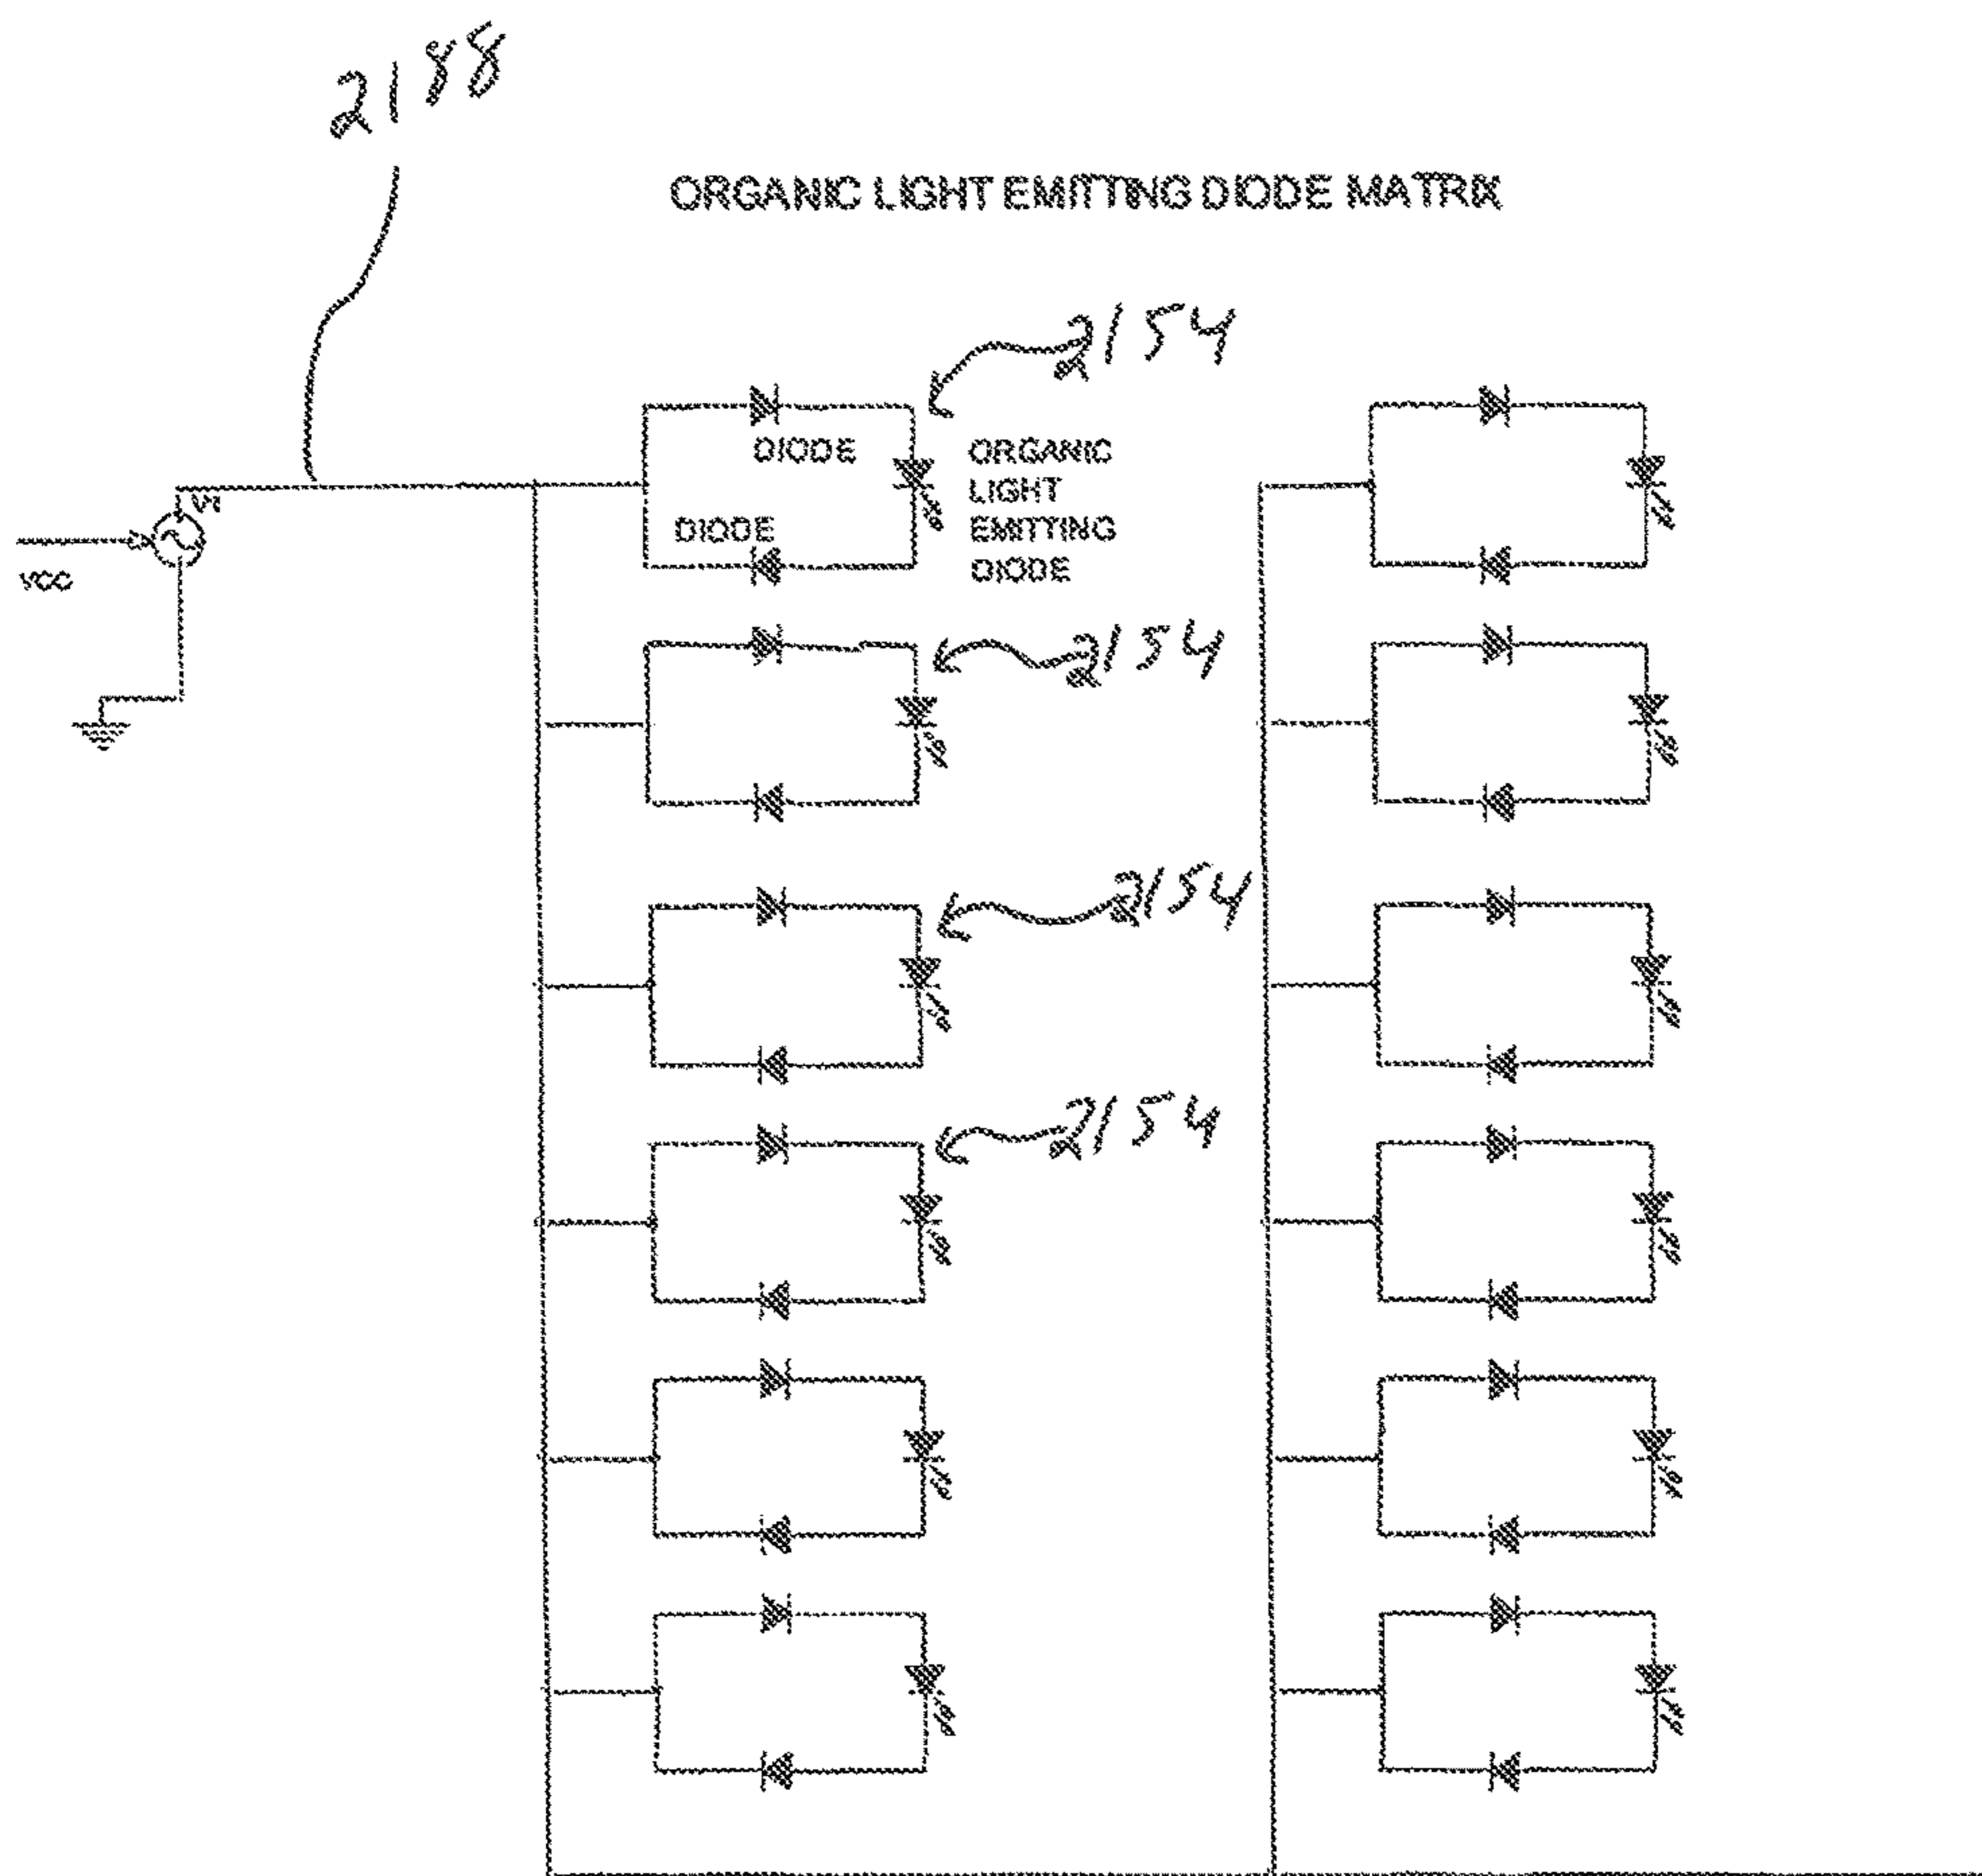 2188
ORGANIC LIGHT EMITTING DIODE MATRIX
2154
DIODE
ORGANIC
LIGHT
EMITTING
DIODE
DIODE
VCC
2154
2154
2154